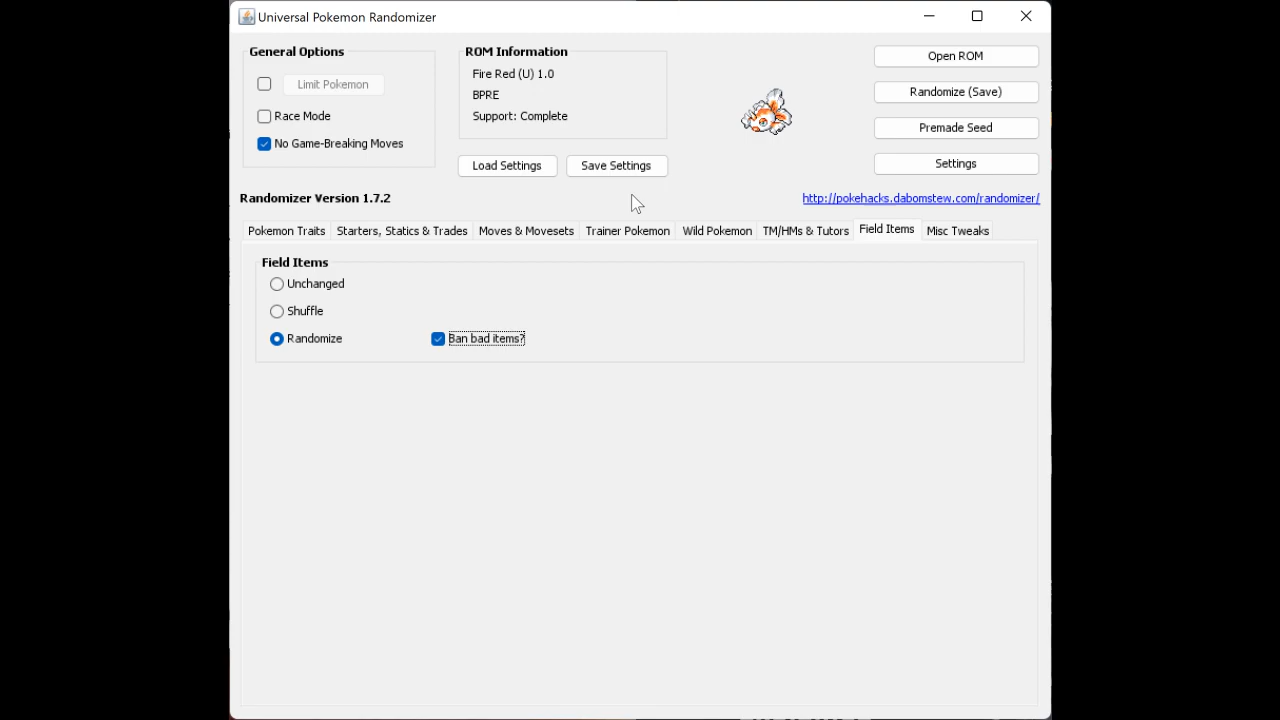 Universal Pokemon Randomizer
General Options
Limit Pokemon
Race Mode
No Game-Breaking Moves
ROM Information
Fire Red (U) 1.0
BPRE
Support: Complete
Load Settings
Save Settings
Open ROM
Randomize (Save)
Premade Seed
Settings
Randomizer Version 1.7.2
http://pokehacks.dabomstew.com/randomizer/
Pokemon Traits
Starters, Statics & Trades
Moves & Movesets
Trainer Pokemon
Wild Pokemon
TM/HMs & Tutors
Field Items
Misc Tweaks
Field Items
Unchanged
Shuffle
Randomize
Ban bad items?